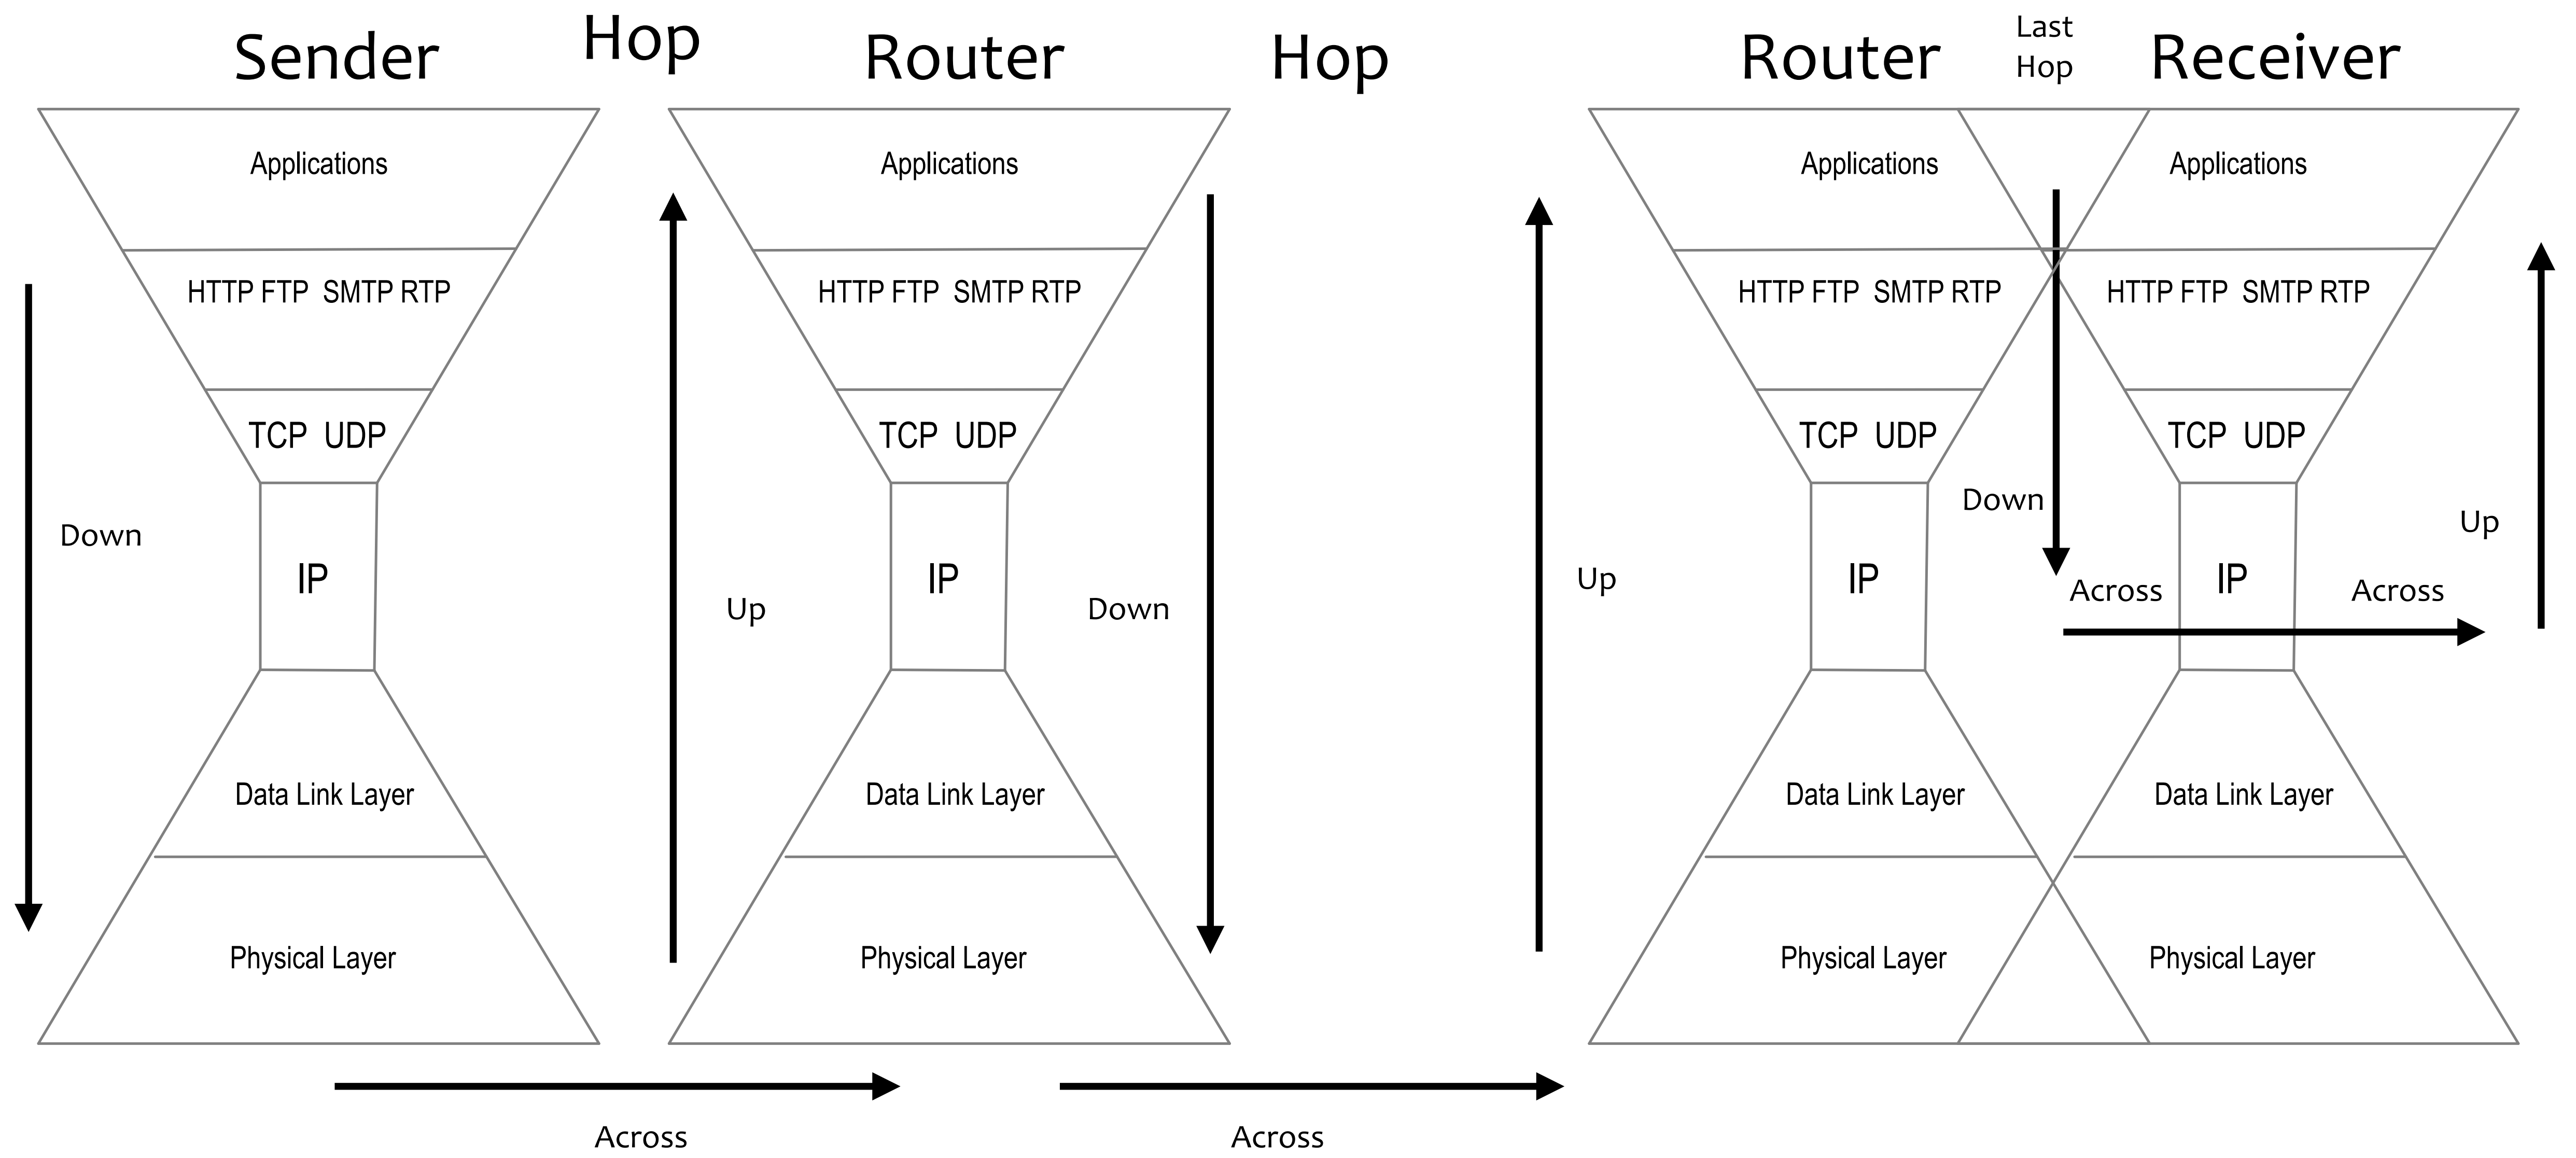 Sender
Hop
Router
Hop
Router
Last
Hop
Receiver
Applications
HTTP FTP SMTP RTP
TCP UDP
IP
Data Link Layer
Physical Layer
Down
Across
Applications
HTTP FTP SMTP RTP
TCP UDP
IP
Data Link Layer
Physical Layer
Up
Down
Across
Applications
HTTP FTP SMTP RTP
TCP UDP
IP
Data Link Layer
Physical Layer
Up
Down
Across
Applications
HTTP FTP SMTP RTP
TCP UDP
IP
Data Link Layer
Physical Layer
Across
Up